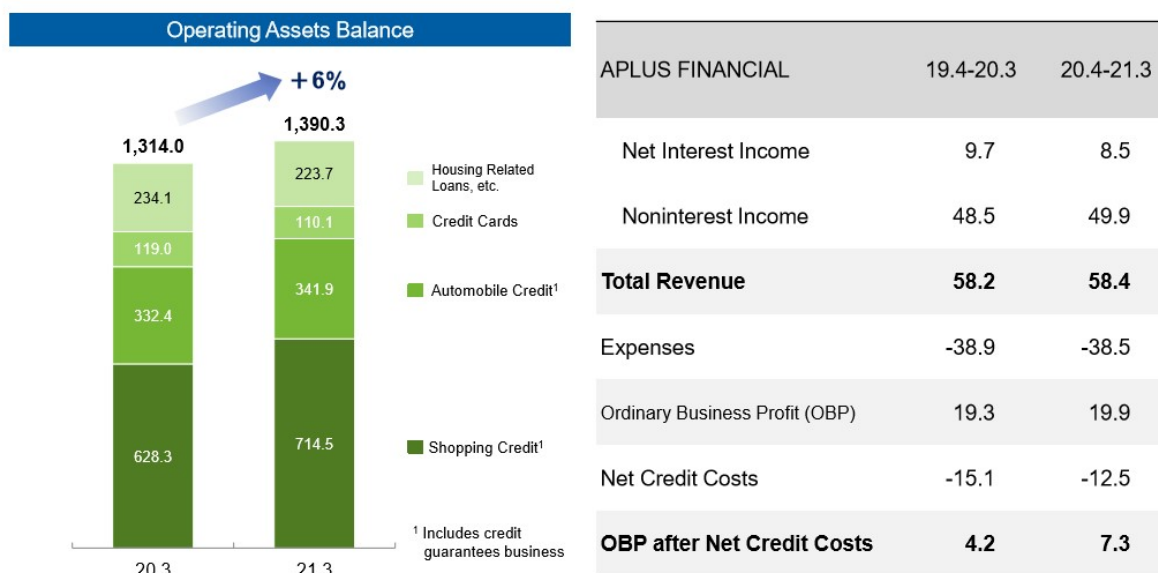 Operating Assets Balance
+6%
1,314.0
1,390.3
234.1
119.0
332.4
628.3
223.7
110.1
341.9
714.5
Housing Related
Loans, etc.
Credit Cards
Automobile Credit¹
Shopping Credit¹
¹ Includes credit
guarantees business
20.3
21.3
APLUS FINANCIAL 19.4-20.3 20.4-21.3
Net Interest Income 9.7 8.5
Noninterest Income 48.5 49.9
Total Revenue 58.2 58.4
Expenses -38.9 -38.5
Ordinary Business Profit (OBP) 19.3 19.9
Net Credit Costs -15.1 -12.5
OBP after Net Credit Costs 4.2 7.3